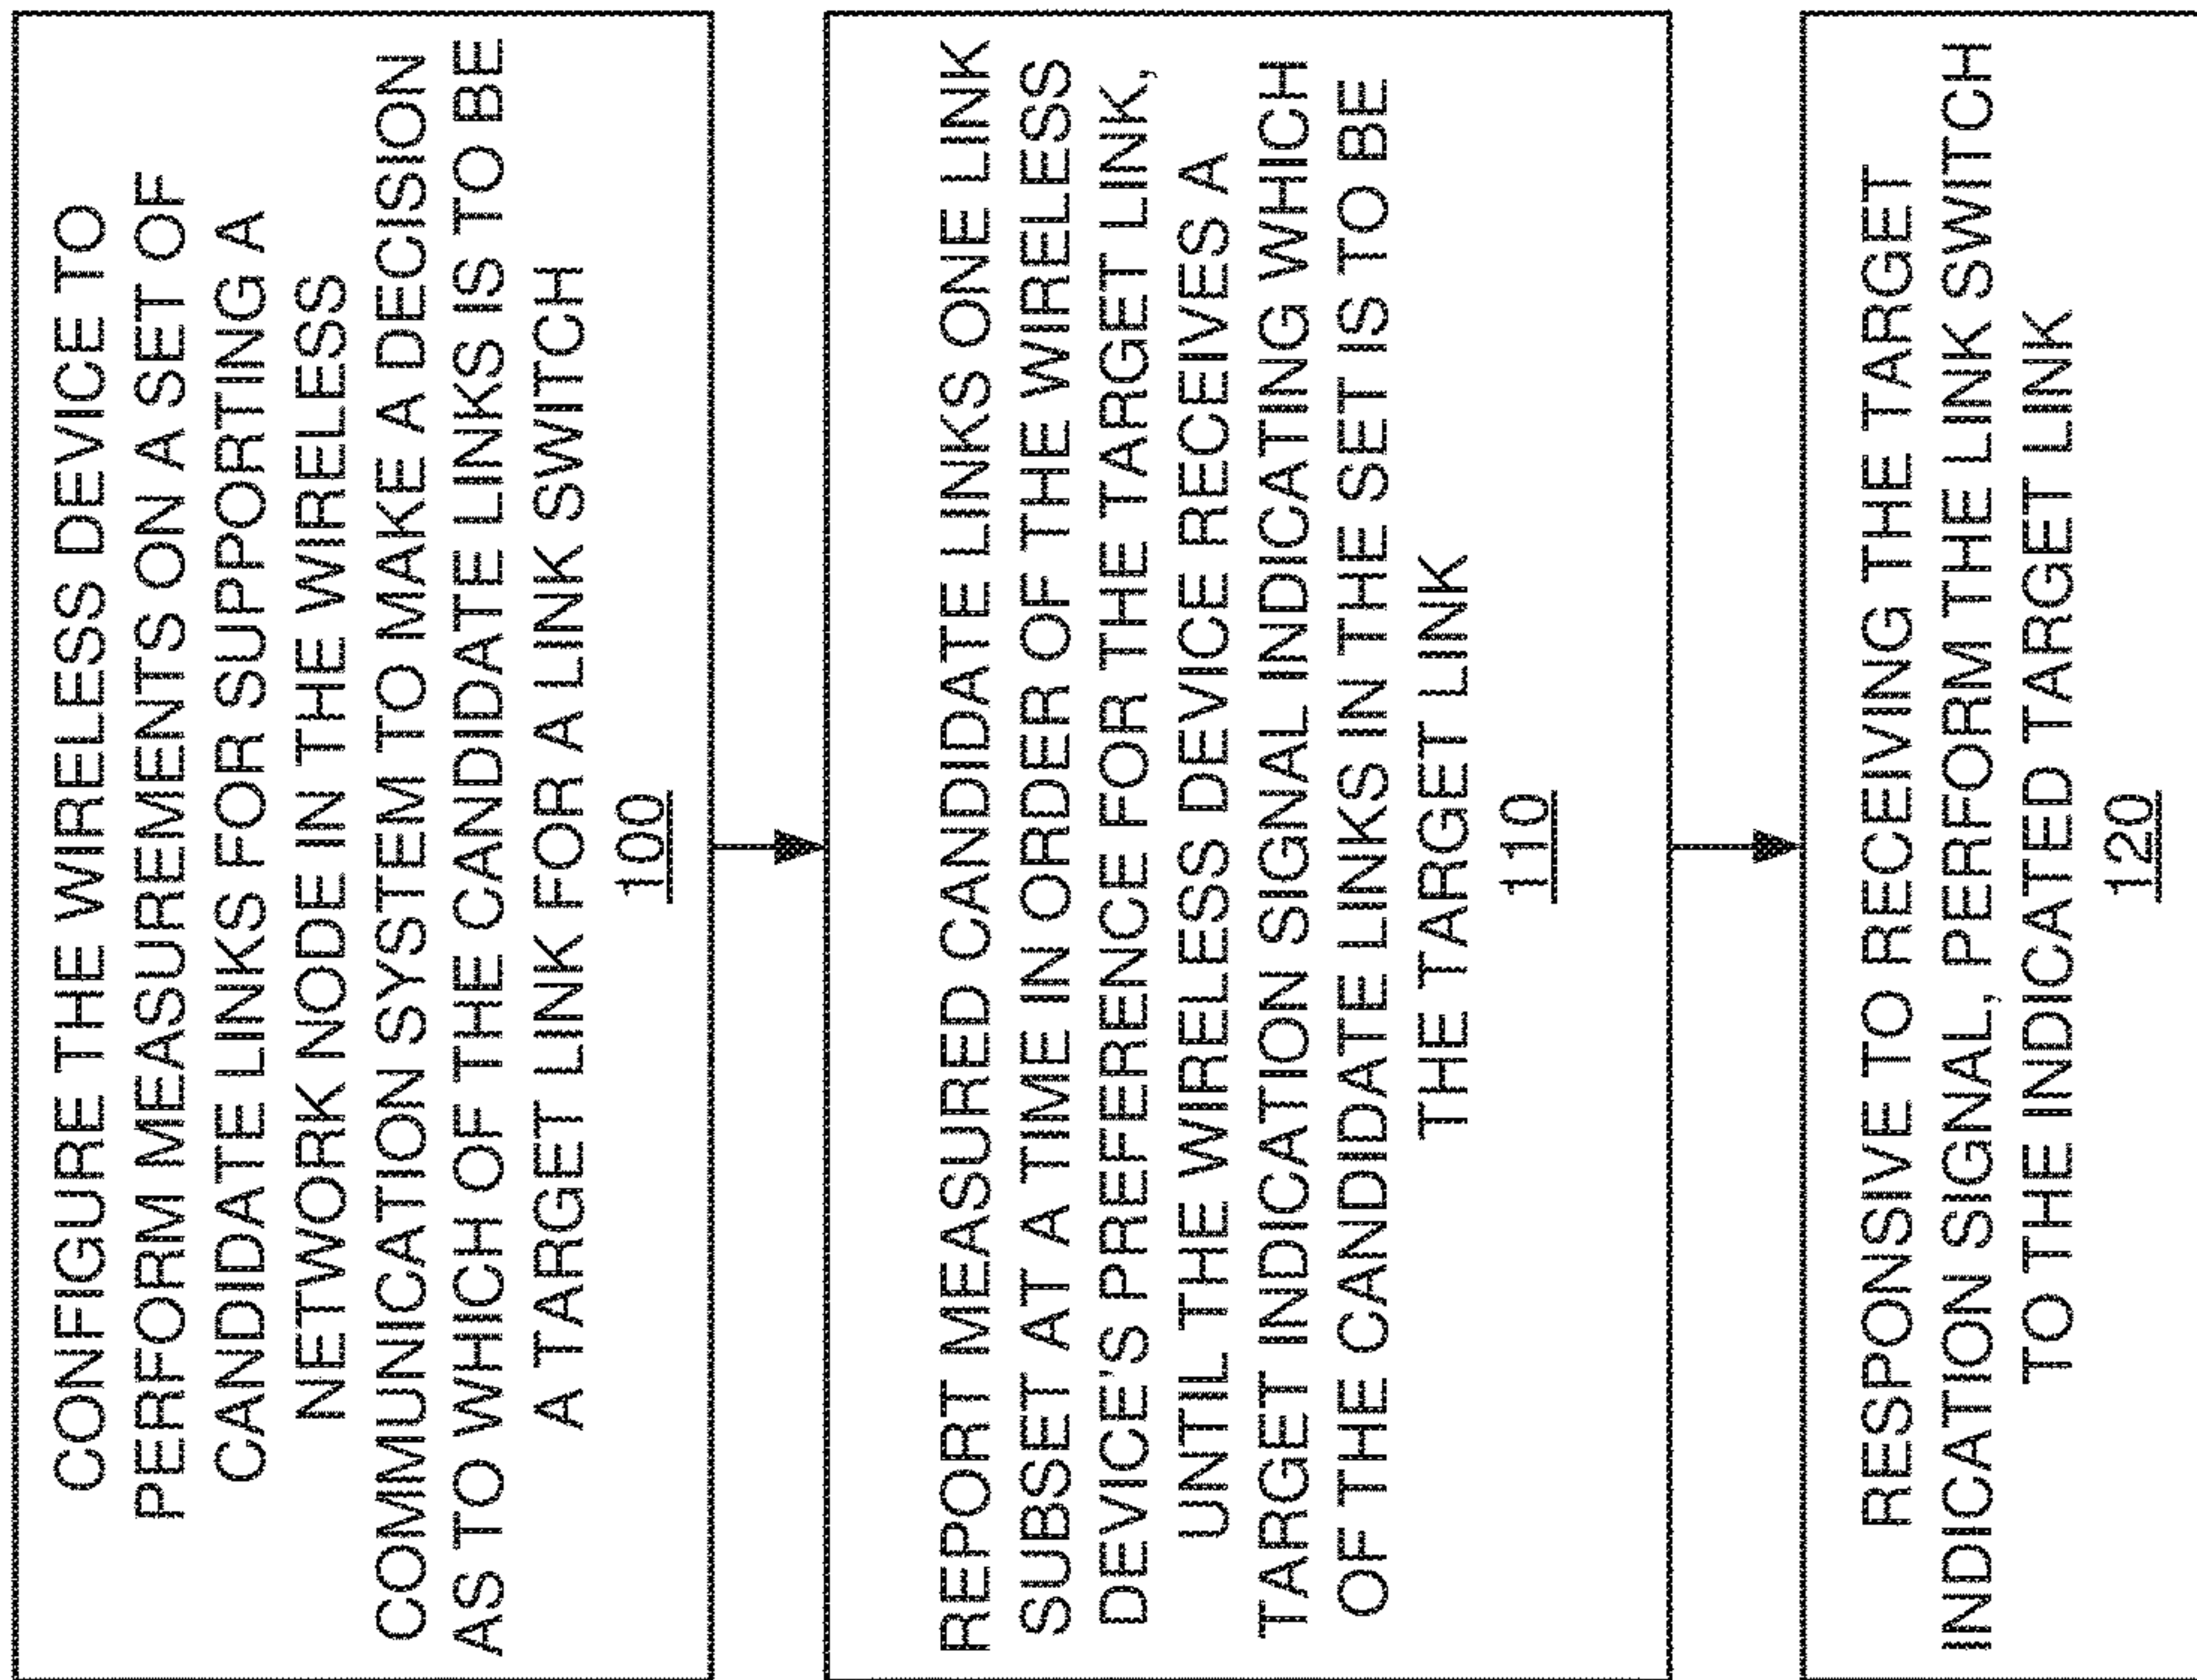 CONFIGURE THE WIRELESS DEVICE TO
PERFORM MEASUREMENTS ON A SET OF
CANDIDATE LINKS FOR SUPPORTING A
NETWORK NODE IN THE WIRELESS
COMMUNICATION SYSTEM TO MAKE A DECISION
AS TO WHICH OF THE CANDIDATE LINKS IS TO BE
A TARGET LINK FOR A LINK SWITCH
100
REPORT MEASURED CANDIDATE LINKS ONE LINK
SUBSET AT A TIME IN ORDER OF THE WIRELESS
DEVICE'S PREFERENCE FOR THE TARGET LINK,
UNTIL THE WIRELESS DEVICE RECEIVES A
TARGET INDICATION SIGNAL INDICATING WHICH
OF THE CANDIDATE LINKS IN THE SET IS TO BE
THE TARGET LINK
110
RESPONSIVE TO RECEIVING THE TARGET
INDICATION SIGNAL, PERFORM THE LINK SWITCH
TO THE INDICATED TARGET LINK
120